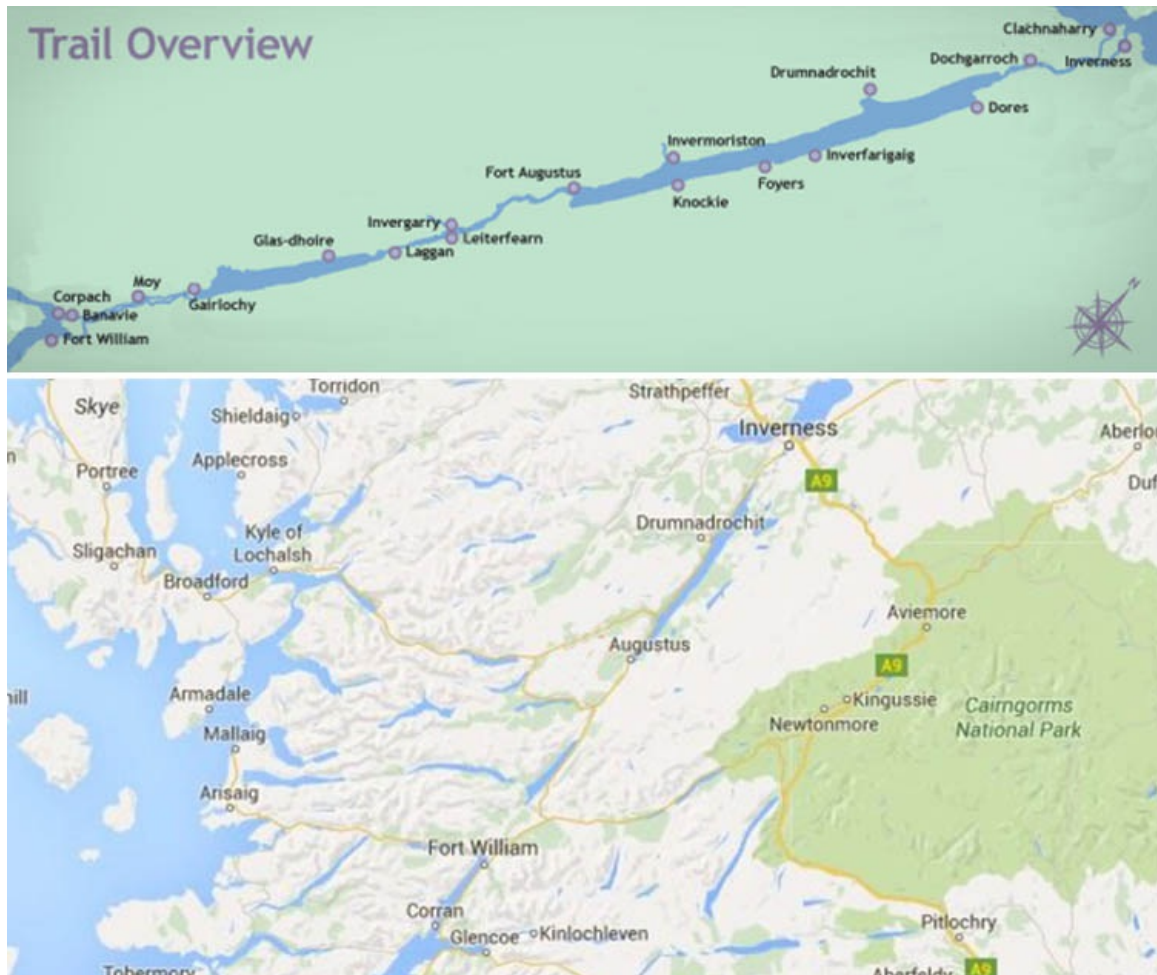 Trail Overview
Clachnaharry
Dochgarroch
Inverness
Drumnadrochit
Dores
Invermoriston
Inverfarigaig
Fort Augustus
Foyers
Knockie
Invergarry
Glas-dhoire
Leiterfearn
Laggan
Moy
Corpach
Gairlochy
Banavie
Fort William
N
Torridon
Skye
Strathpeffer
Shieldaig
Inverness
Applecross
Portree
A9
Kyle of
Lochalsh
Drumnadrochit
Sligachan
Broadford
Aviemore
Augustus
A9
Armadale
Kingussie
Cairngorms
National Park
Newtonmore
Mallaig
Arisaig
Fort William
Corran
Glencoe
Kinlochleven
Pitlochry
Tobermory
Aberfeldy
A9